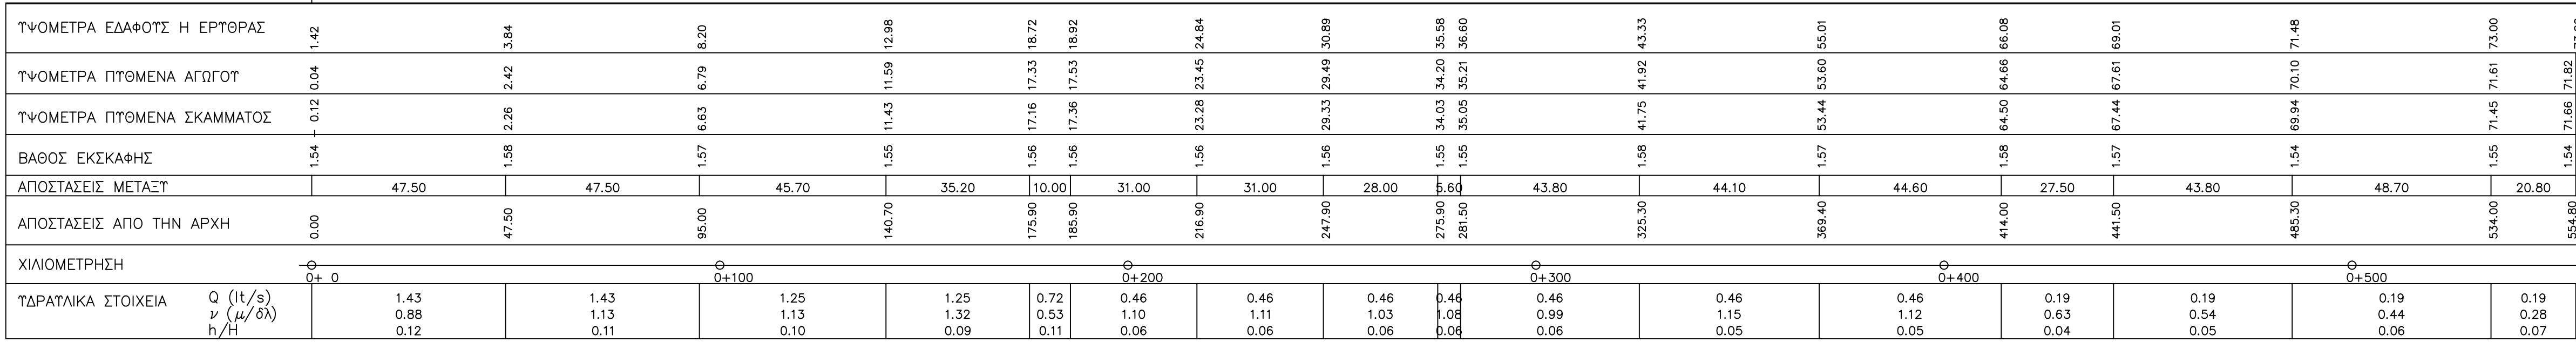 ΥΨΟΜΕΤΡΑ ΕΔΑΦΟΥΣ Η ΕΡΥΘΡΑΣ 1.42 3.84 8.20 12.98 18.72 18.92 24.84 30.89 35.58 36.60 43.33 55.01 66.08 69.01 71.48 73.00
ΥΨΟΜΕΤΡΑ ΠΥΘΜΕΝΑ ΑΓΩΓΟΥ 0.04 2.42 6.79 11.59 17.33 17.53 23.45 29.49 34.20 35.21 41.92 53.60 64.66 67.61 70.10 71.61 71.82
ΥΨΟΜΕΤΡΑ ΠΥΘΜΕΝΑ ΣΚΑΜΜΑΤΟΣ - 0.12 2.26 6.63 11.43 17.16 17.36 23.28 29.33 34.03 35.05 41.75 53.44 64.50 67.44 69.94 71.45 71.66
ΒΑΘΟΣ ΕΚΣΚΑΦΗΣ 1.54 1.58 1.57 1.55 1.56 1.56 1.56 1.56 1.55 1.55 1.58 1.57 1.58 1.57 1.54 1.55 1.54
ΑΠΟΣΤΑΣΕΙΣ ΜΕΤΑΞΥ 47.50 47.50 45.70 35.20 10.00 31.00 31.00 28.00 5.60 43.80 44.10 44.60 27.50 43.80 48.70 20.80
ΑΠΟΣΤΑΣΕΙΣ ΑΠΟ ΤΗΝ ΑΡΧΗ 0.00 47.50 95.00 140.70 175.90 185.90 216.90 247.90 275.90 281.50 325.30 369.40 414.00 441.50 485.30 534.00 554.80
ΧΙΛΙΟΜΕΤΡΗΣΗ
0+ 0 0+100 0+200 0+300 0+400 0+500
ΥΔΡΑΥΛΙΚΑ ΣΤΟΙΧΕΙΑ Q (lt/s) 1.43 1.43 1.25 1.25 0.72 0.46 0.46 0.46 0.46 0.46 0.46 0.46 0.19 0.19 0.19 0.19
ν (μ/δλ) 0.88 1.13 1.13 1.32 0.53 1.10 1.11 1.03 1.08 0.99 1.15 1.12 0.63 0.54 0.44 0.28
h/H 0.12 0.11 0.10 0.09 0.11 0.06 0.06 0.06 0.06 0.06 0.05 0.05 0.04 0.05 0.06 0.07